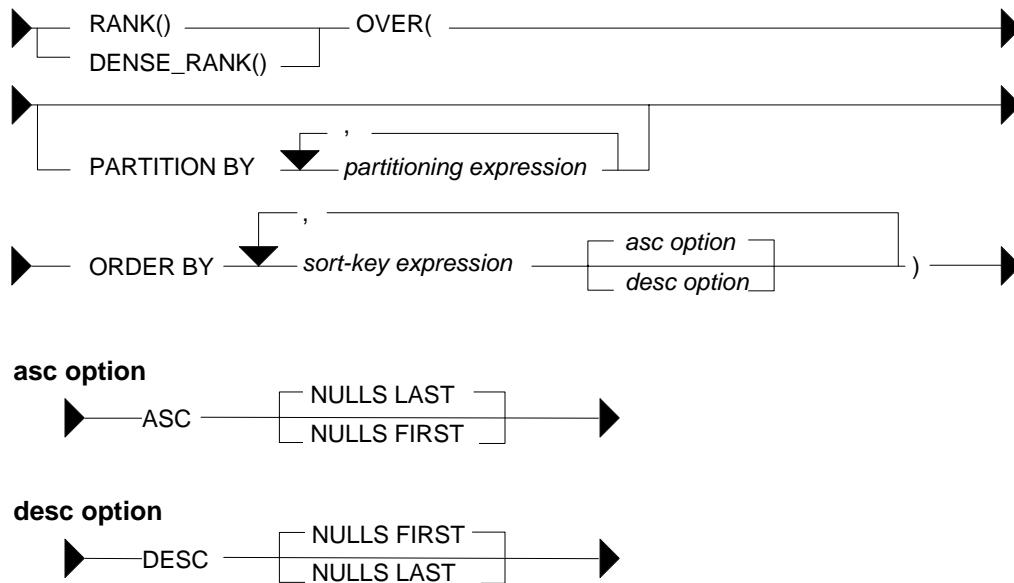 RANK() OVER(
DENSE_RANK()
,
PARTITION BY partitioning expression
,
asc option
ORDER BY sort-key expression )
desc option
asc option
NULLS LAST
ASC
NULLS FIRST
desc option
NULLS FIRST
DESC
NULLS LAST